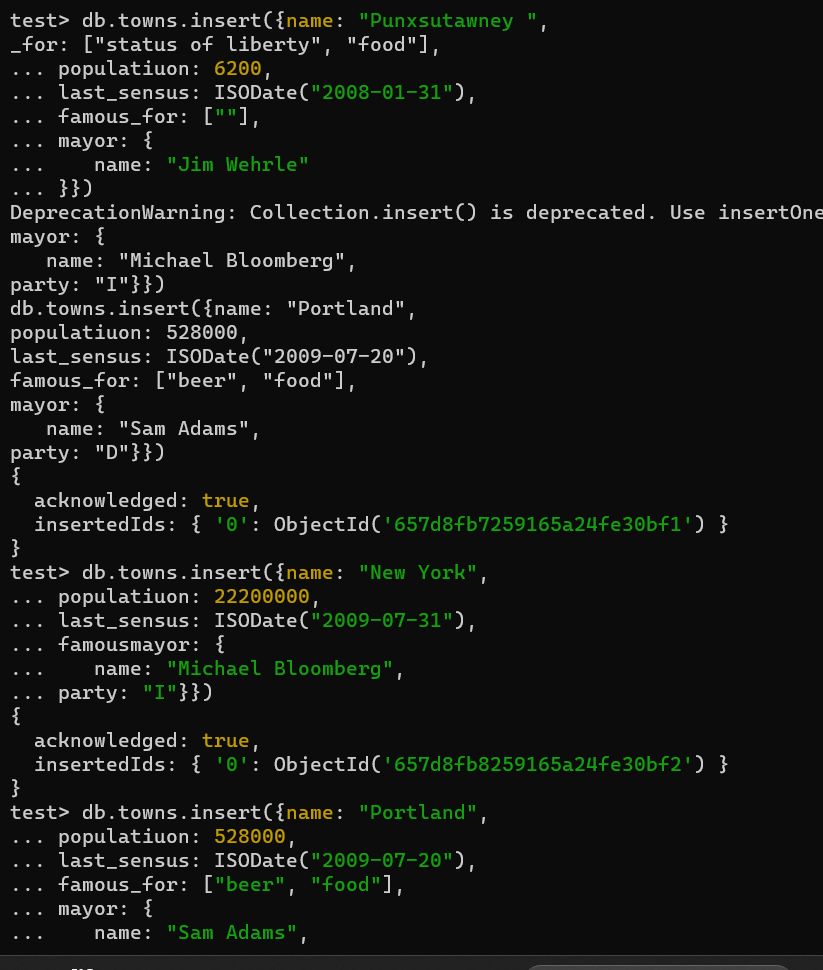 test> db.towns.insert({name: "Punxsutawney ",
_for: ["status of liberty", "food"],
... populatiuon: 6200,
... last_sensus: ISODate("2008-01-31"),
... famous_for: [""],
... mayor: {
...    name: "Jim Wehrle"
... }})
DeprecationWarning: Collection.insert() is deprecated. Use insertOne
mayor: {
   name: "Michael Bloomberg",
party: "I"}})
db.towns.insert({name: "Portland",
populatiuon: 528000,
last_sensus: ISODate("2009-07-20"),
famous_for: ["beer", "food"],
mayor: {
   name: "Sam Adams",
party: "D"}})
{
  acknowledged: true,
  insertedIds: { '0': ObjectId('657d8fb7259165a24fe30bf1') }
}
test> db.towns.insert({name: "New York",
... populatiuon: 22200000,
... last_sensus: ISODate("2009-07-31"),
... famousmayor: {
...    name: "Michael Bloomberg",
... party: "I"}})
{
  acknowledged: true,
  insertedIds: { '0': ObjectId('657d8fb8259165a24fe30bf2') }
}
test> db.towns.insert({name: "Portland",
... populatiuon: 528000,
... last_sensus: ISODate("2009-07-20"),
... famous_for: ["beer", "food"],
... mayor: {
...    name: "Sam Adams",